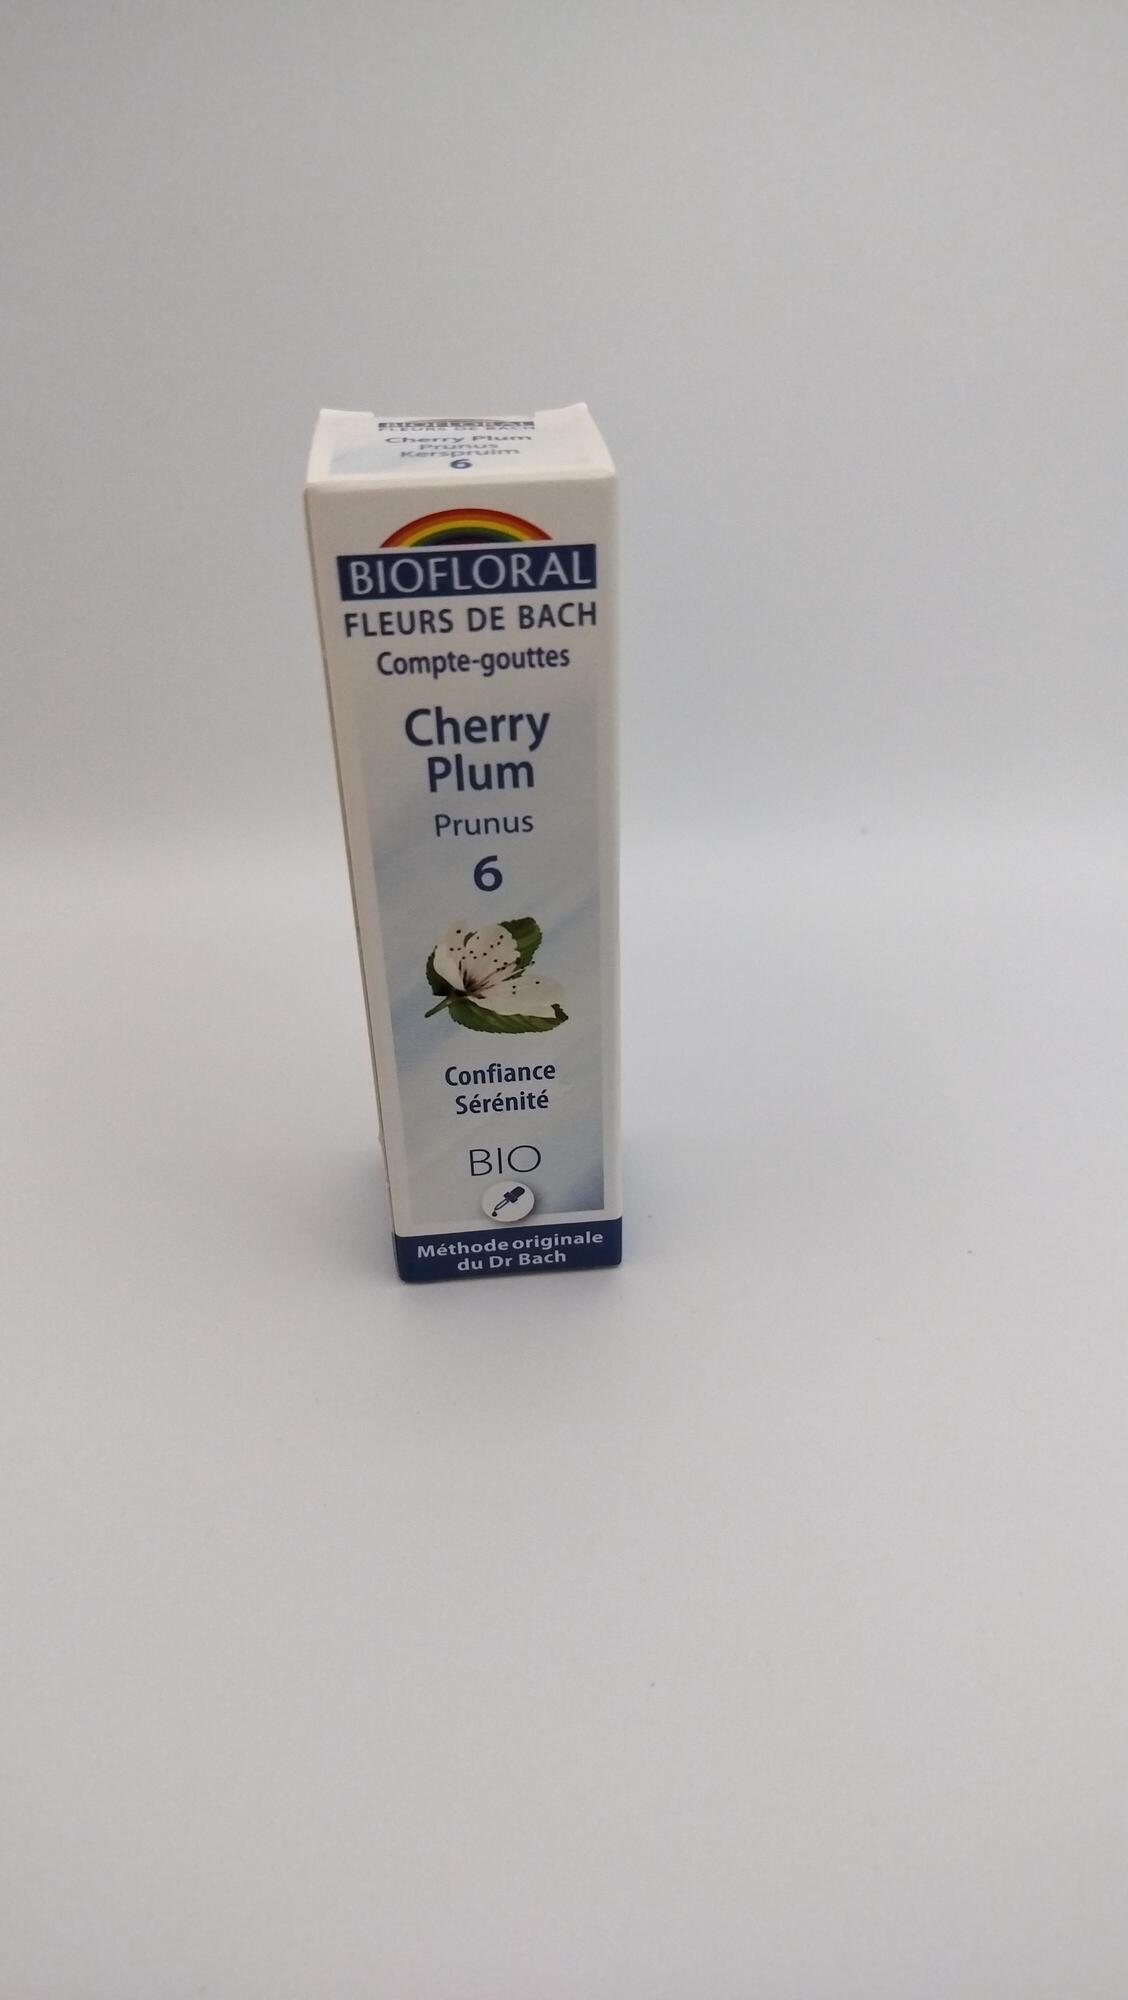 BIOFLORAL
FLEURS DE BACH
Cherry Plum
Prunus
Kerspruim
6
BIOFLORAL
FLEURS DE BACH
Compte-gouttes
Cherry
Plum
Prunus
6
Confiance
Sérénité
BIO
Méthode originale
du Dr Bach